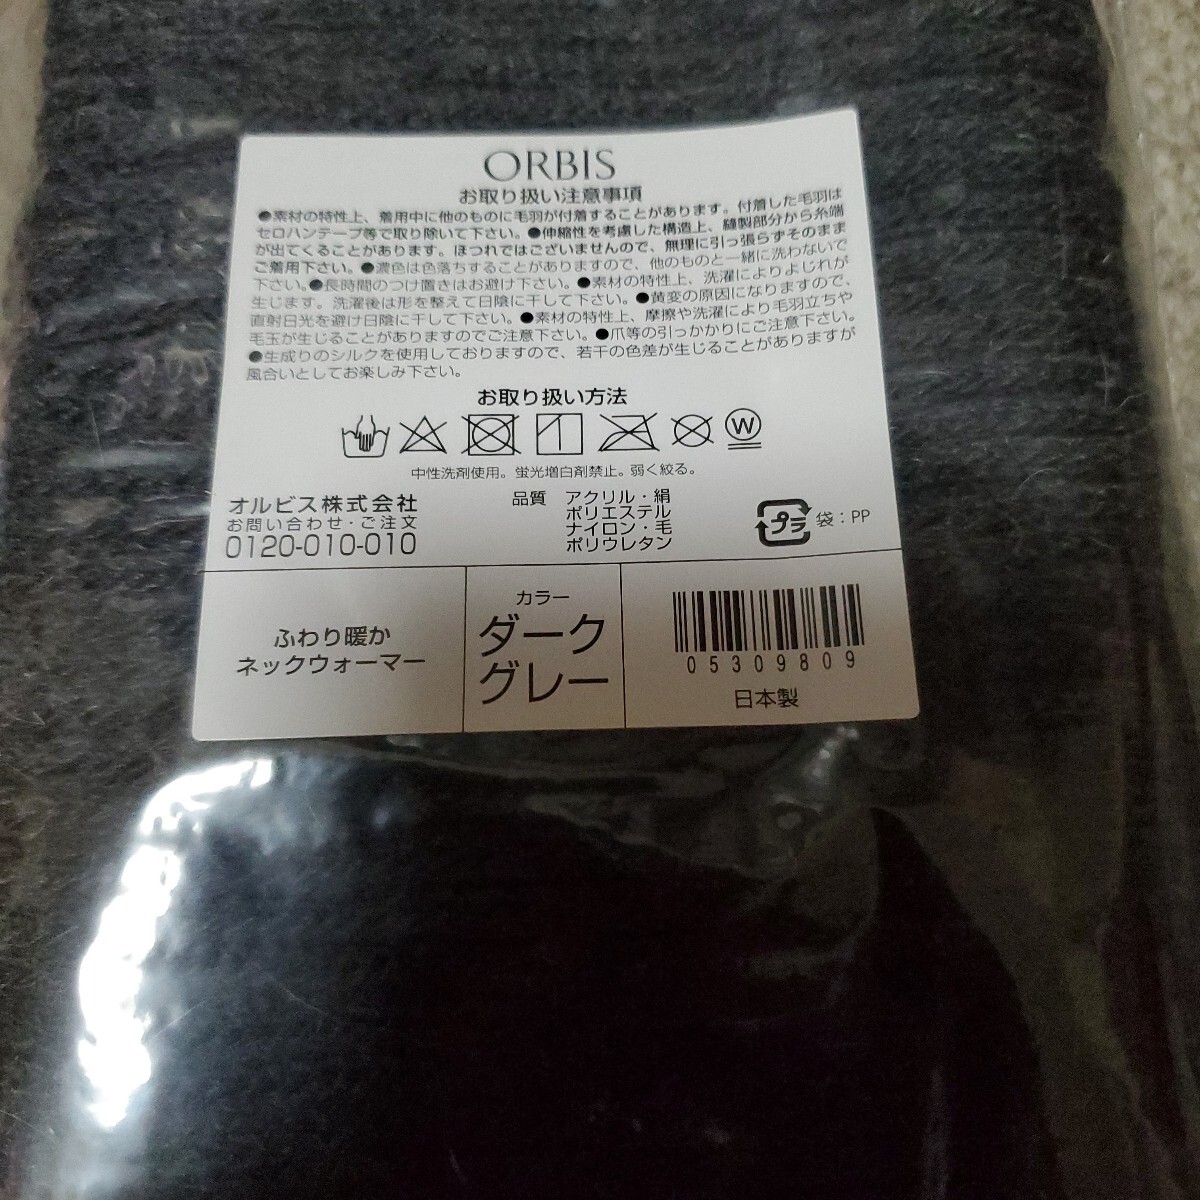 ORBIS
お取り扱い注意事項
●素材の特性上、着用中に他のものに毛羽が付着することがあります。付着した毛羽は
セロハンテープ等で取り除いて下さい。●伸縮性を考慮した構造上、縫製部分から糸端
が出てくることがあります。ほつれではございませんので、無理に引っ張らずそのまま
ご着用下さい。●濃色は色落ちすることがありますので、他のものと一緒に洗わないで
下さい。●長時間のつけ置きはお避け下さい。●素材の特性上、洗濯によりよじれが
生じます。洗濯後は形を整えて日陰に干して下さい。●黄変の原因になりますので、
直射日光を避け日陰に干して下さい。●素材の特性上、摩擦や洗濯により毛羽立ちや
毛玉が生じることがありますのでご注意下さい。●爪等の引っかかりにご注意下さい。
●生成りのシルクを使用しておりますので、若干の色差が生じることがありますが
風合いとしてお楽しみ下さい。
お取り扱い方法
W
中性洗剤使用。蛍光増白剤禁止。弱く絞る。
オルビス株式会社
お問い合わせ・ご注文
0120-010-010
品質 アクリル・絹
ポリエステル
ナイロン・毛
ポリウレタン
プラ 袋:PP
ふわり暖か
ネックウォーマー
カラー
ダーク
グレー
05309809
日本製